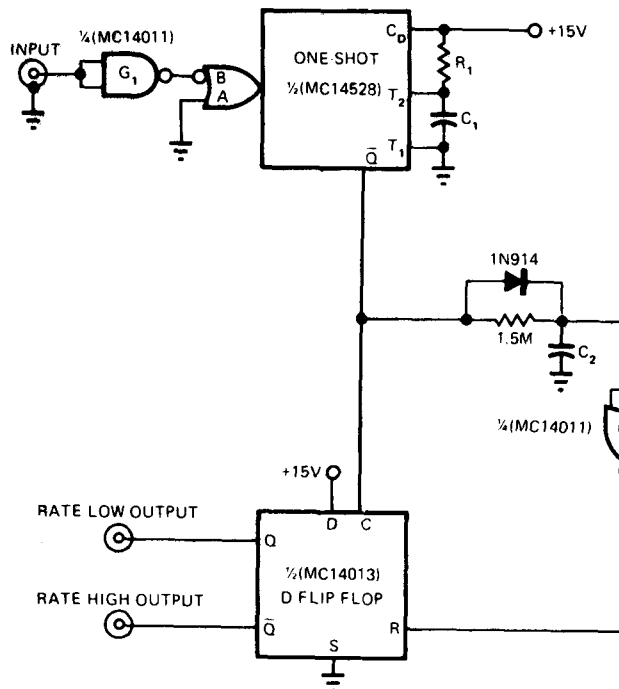 ¼(MC14011)
INPUT
G1
B
A
ONE-SHOT
½(MC14528)
CD
T2
T1
Q̅
+15V
R1
C1
1N914
1.5M
C2
¼(MC14011)
+15V
D
C
RATE LOW OUTPUT
Q
½(MC14013)
D FLIP FLOP
RATE HIGH OUTPUT
Q̅
R
S